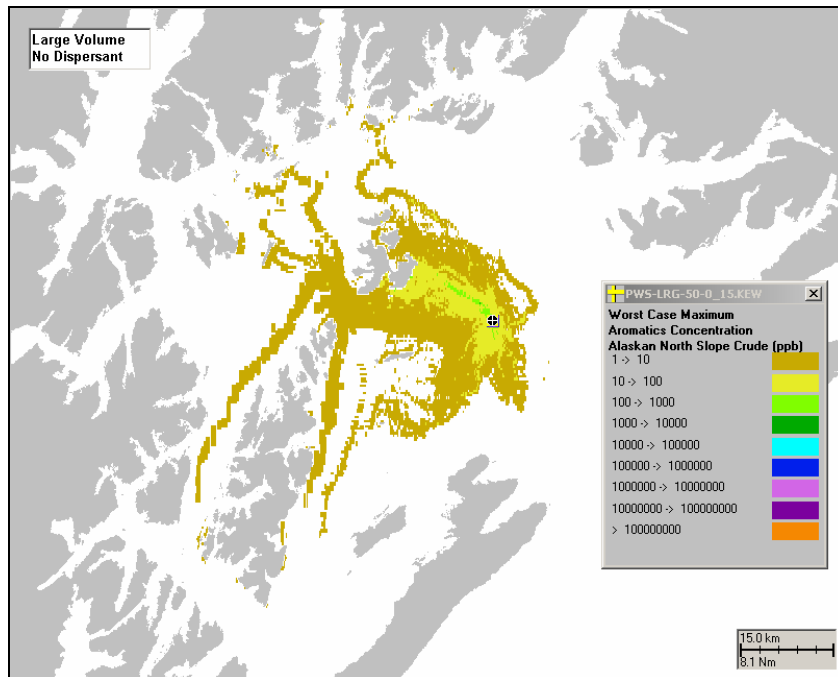 Large Volume
No Dispersant
PWS-LRG-50-0_15.KEW
Worst Case Maximum
Aromatics Concentration
Alaskan North Slope Crude (ppb)
1 -> 10
10 -> 100
100 -> 1000
1000 -> 10000
10000 -> 100000
100000 -> 1000000
1000000 -> 10000000
10000000 -> 100000000
> 100000000
15.0 km
8.1 Nm